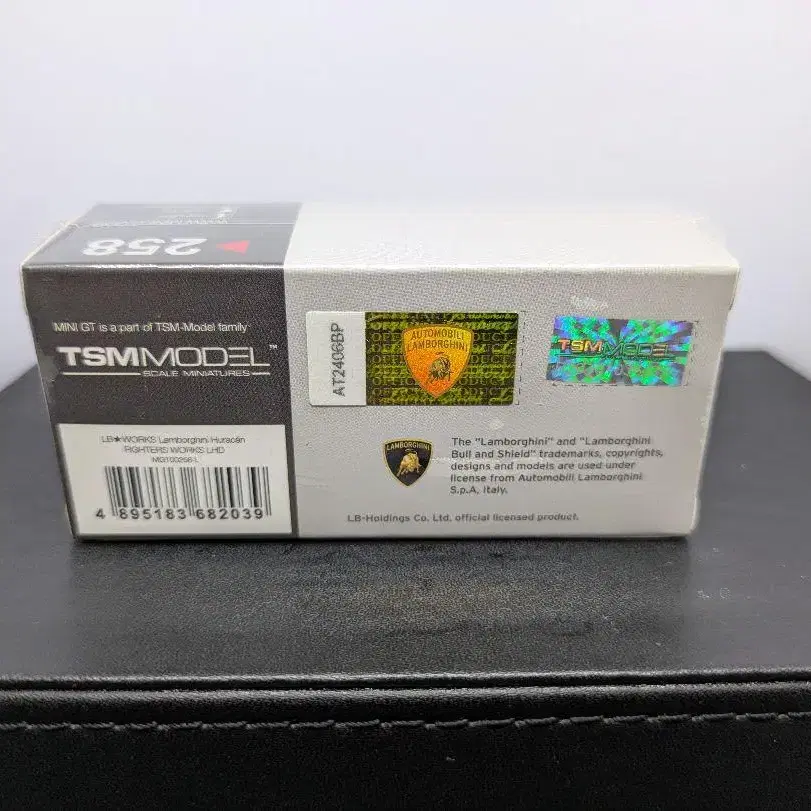 258
MINI GT is a part of TSM-Model family
TSMMODEL™
SCALE MINIATURES
LB★WORKS Lamborghini Huracán
FIGHTERS WORKS LHD
MGT00258-L
4 895183 682039
AT2406BP
AUTOMOBILI
LAMBORGHINI
TSMMODEL
LAMBORGHINI
The "Lamborghini" and "Lamborghini
Bull and Shield" trademarks, copyrights,
designs and models are used under
license from Automobili Lamborghini
S.p.A, Italy.
LB-Holdings Co. Ltd. official licensed product.